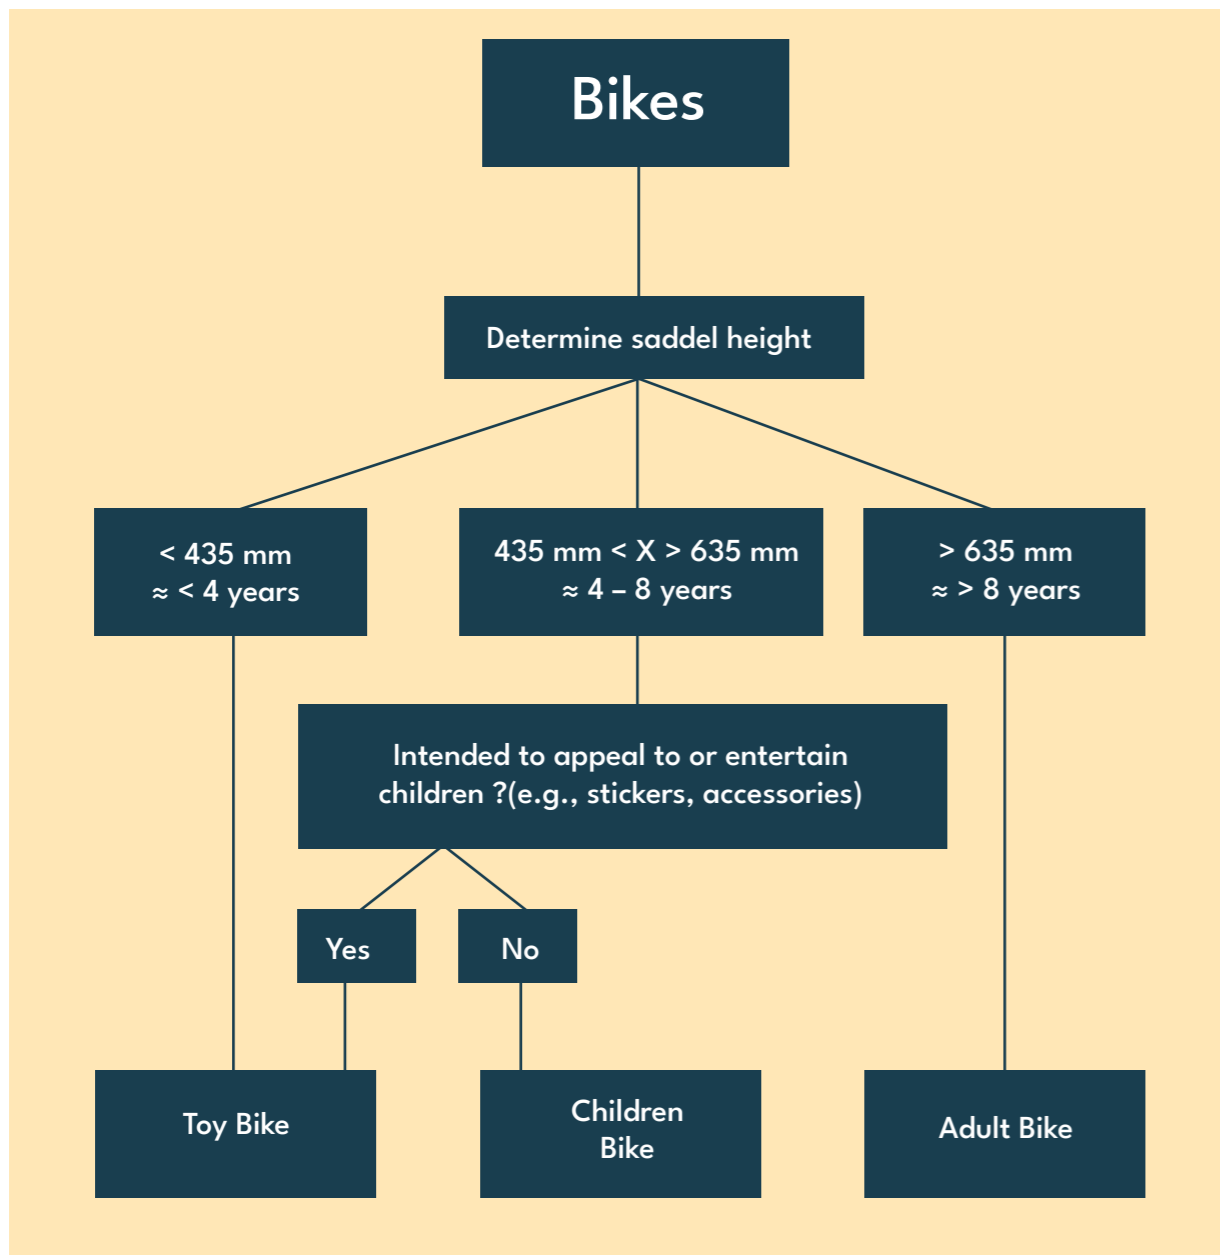 Bikes
Determine saddel height
< 435 mm
≈ < 4 years
435 mm < X > 635 mm
≈ 4 – 8 years
> 635 mm
≈ > 8 years
Intended to appeal to or entertain
children ?(e.g., stickers, accessories)
Yes
No
Toy Bike
Children
Bike
Adult Bike